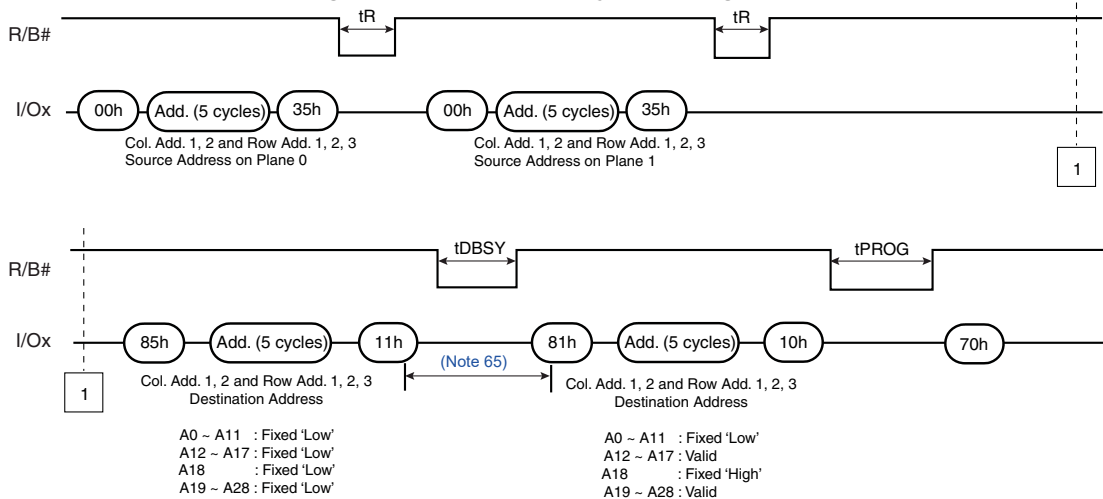 tR tR
R/B#
I/Ox 00h Add. (5 cycles) 35h 00h Add. (5 cycles) 35h
Col. Add. 1, 2 and Row Add. 1, 2, 3 Col. Add. 1, 2 and Row Add. 1, 2, 3
Source Address on Plane 0 Source Address on Plane 1
1
tDBSY tPROG
R/B#
I/Ox 85h Add. (5 cycles) 11h 81h Add. (5 cycles) 10h 70h
(Note 65)
Col. Add. 1, 2 and Row Add. 1, 2, 3 Col. Add. 1, 2 and Row Add. 1, 2, 3
1 Destination Address Destination Address
A0 ~ A11 : Fixed ‘Low’ A0 ~ A11 : Fixed ‘Low’
A12 ~ A17 : Fixed ‘Low’ A12 ~ A17 : Valid
A18 : Fixed ‘Low’ A18 : Fixed ‘High’
A19 ~ A28 : Fixed ‘Low’ A19 ~ A28 : Valid